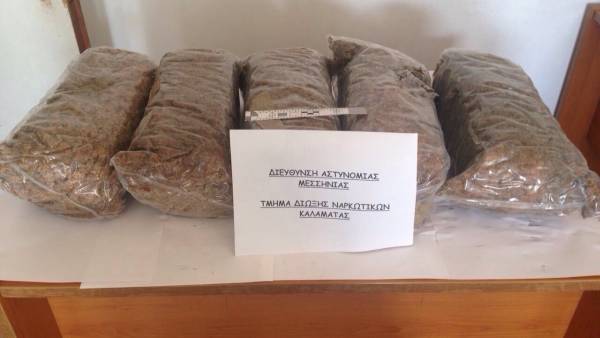 ΔΙΕΥΘΥΝΣΗ ΑΣΤΥΝΟΜΙΑΣ
ΜΕΣΣΗΝΙΑΣ
ΤΜΗΜΑ ΔΙΩΞΗΣ ΝΑΡΚΩΤΙΚΩΝ
ΚΑΛΑΜΑΤΑΣ